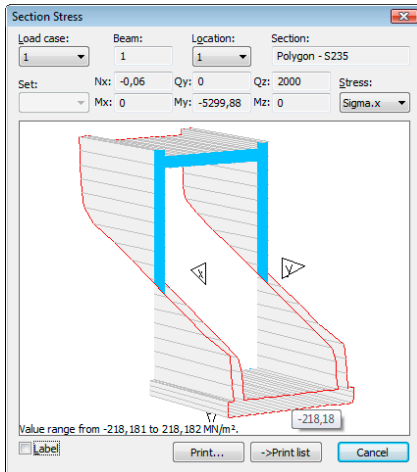 Section Stress
Load case: Beam: Location: Section:
1 1 1 Polygon - S235
Set: Nx: -0,06 Qy: 0 Qz: 2000 Stress:
Mx: 0 My: -5299,88 Mz: 0 Sigma.x
x y
-218,18
Value range from -218,181 to 218,182 MN/m².
Label Print... ->Print list Cancel